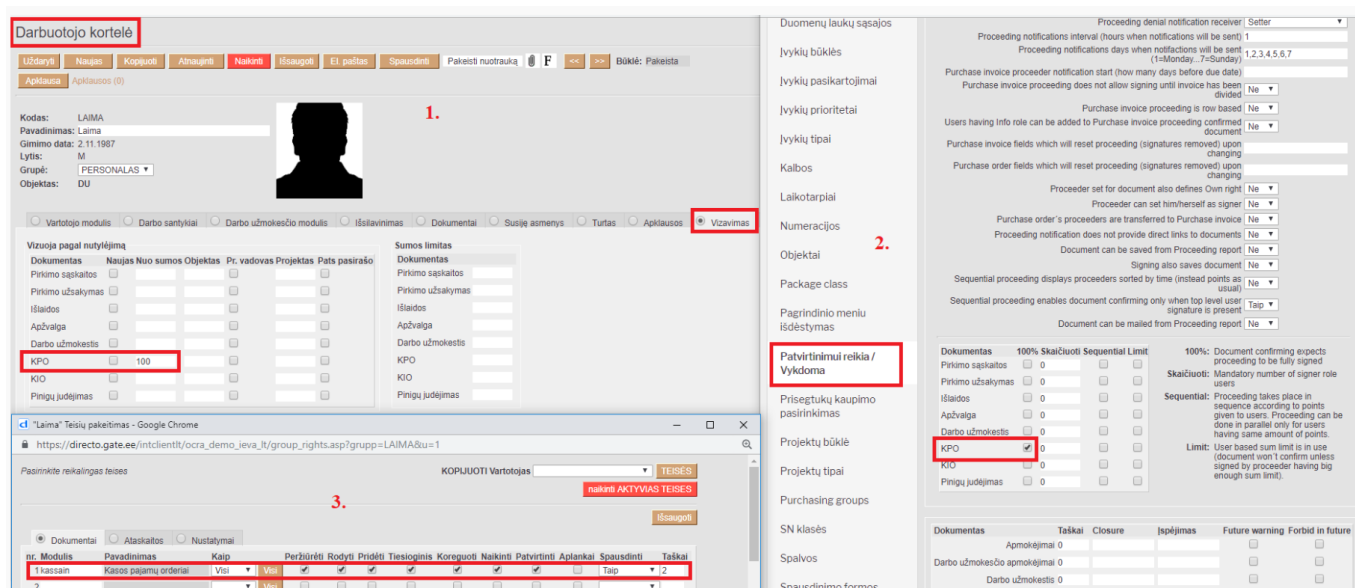 Darbuotojo kortelė
Uždaryti Naujas Kopijuoti Atnaujinti Naikinti Išsaugoti El. paštas Spausdinti Pakeisti nuotrauką F << >> Būklė: Pakeista
Apklausa Apklausos (0)
1.
Kodas: LAIMA
Pavadinimas: Laima
Gimimo data: 2.11.1987
Lytis: M
Grupė: PERSONALAS
Objektas: DU
Vartotojo modulis Darbo santykiai Darbo užmokesčio modulis Išsilavinimas Dokumentai Susiję asmenys Turtas Apklausos Vizavimas
Vizuoja pagal nutylėjimą
Dokumentas Naujas Nuo sumos Objektas Pr. vadovas Projektas Pats pasirašo
Pirkimo sąskaitos
Pirkimo užsakymas
Išlaidos
Apžvalga
Darbo užmokestis
KPO 100
KIO
Pinigų judėjimas
Sumos limitas
Dokumentas
Pirkimo sąskaitos
Pirkimo užsakymas
Išlaidos
Apžvalga
Darbo užmokestis
KPO
KIO
Pinigų judėjimas
"Laima" Teisių pakeitimas - Google Chrome
https://directo.gate.ee/intclientlt/ocra_demo_ieva_lt/group_rights.asp?grupp=LAIMA&u=1
Pasirinkite reikalingas teises KOPIJUOTI Vartotojas TEISĖS
naikinti AKTYVIAS TEISES
3.
Išsaugoti
Dokumentai Ataskaitos Nustatymai
nr. Modulis Pavadinimas Kaip Peržiūrėti Rodyti Pridėti Tiesioginis Koreguoti Naikinti Patvirtinti Aplankai Spausdinti Taškai
1 kassain Kasos pajamų orderiai Visi Visi Taip 2
2 Visi
Duomenų laukų sąsajos
Įvykių būklės
Įvykių pasikartojimai
Įvykių prioritetai
Įvykių tipai
Kalbos
Laikotarpiai
Numeracijos
Objektai
Package class
Pagrindinio meniu
išdėstymas
Patvirtinimui reikia /
Vykdoma
Prisegtukų kaupimo
pasirinkimas
Projektų būklė
Projektų tipai
Purchasing groups
SN klasės
Spalvos
Spausdinimo formos
2.
Proceeding denial notification receiver Setter
Proceeding notifications interval (hours when notifications will be sent) 1
Proceeding notifications days when notifactions will be sent
(1=Monday...7=Sunday) 1,2,3,4,5,6,7
Purchase invoice proceeder notification start (how many days before due date)
Purchase invoice proceeding does not allow signing until invoice has been
divided Ne
Purchase invoice proceeding is row based Ne
Users having Info role can be added to Purchase invoice proceeding confirmed
document Ne
Purchase invoice fields which will reset proceeding (signatures removed) upon
changing
Purchase order fields which will reset proceeding (signatures removed) upon
changing
Proceeder set for document also defines Own right Ne
Proceeder can set him/herself as signer Ne
Purchase order´s proceeders are transferred to Purchase invoice Ne
Proceeding notification does not provide direct links to documents Ne
Document can be saved from Proceeding report Ne
Signing also saves document Ne
Sequential proceeding displays proceeders sorted by time (instead points as
usual) Ne
Sequential proceeding enables document confirming only when top level user
signature is present Taip
Document can be mailed from Proceeding report Ne
Dokumentas 100% Skaičiuoti Sequential Limit
Pirkimo sąskaitos 0
Pirkimo užsakymas 0
Išlaidos 0
Apžvalga 0
Darbo užmokestis 0
KPO 0
KIO 0
Pinigų judėjimas 0
100%: Document confirming expects
proceeding to be fully signed
Skaičiuoti: Mandatory number of signer role
users
Sequential: Proceeding takes place in
sequence according to points
given to users. Proceeding can be
done in parallel only for users
having same amount of points.
Limit: User based sum limit is in use
(document won´t confirm unless
signed by proceeder having big
enough sum limit).
Dokumentas Taškai Closure Įspėjimas Future warning Forbid in future
Apmokėjimai 0
Darbo užmokesčio apmokėjimai 0
Darbo užmokestis 0